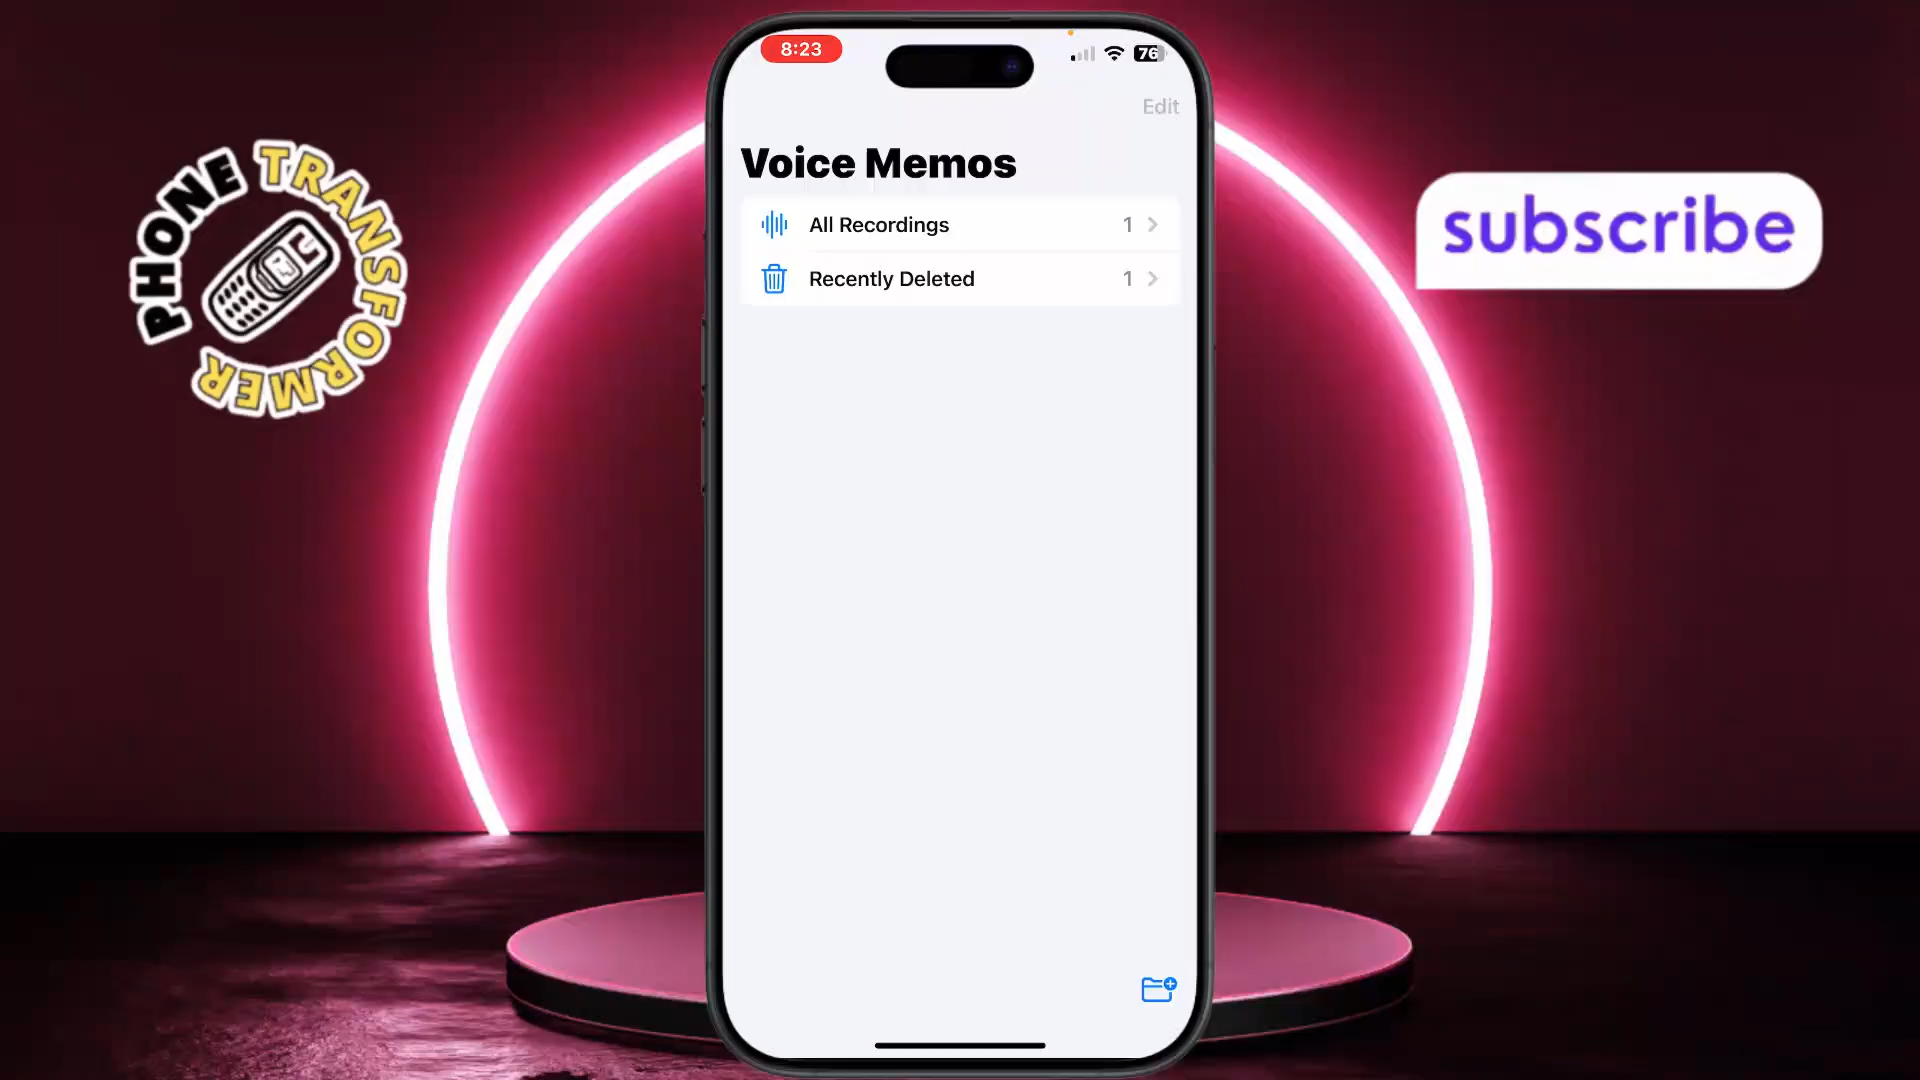 PHONE TRANSFORMER
8:23
76
Edit
Voice Memos
All Recordings 1
Recently Deleted 1
subscribe